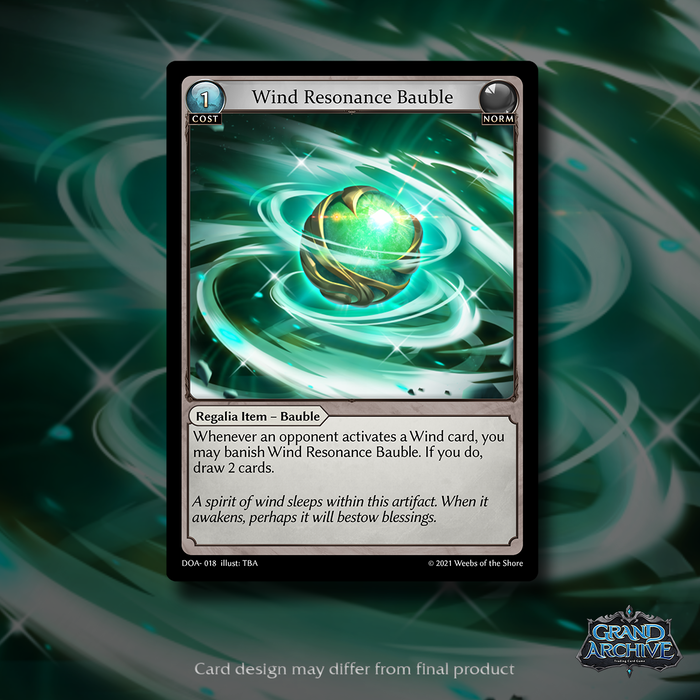 1
COST
Wind Resonance Bauble
NORM
Regalia Item – Bauble
Whenever an opponent activates a Wind card, you
may banish Wind Resonance Bauble. If you do,
draw 2 cards.
A spirit of wind sleeps within this artifact. When it
awakens, perhaps it will bestow blessings.
DOA- 018 illust: TBA
© 2021 Weebs of the Shore
GRAND
ARCHIVE
Trading Card Game
Card design may differ from final product